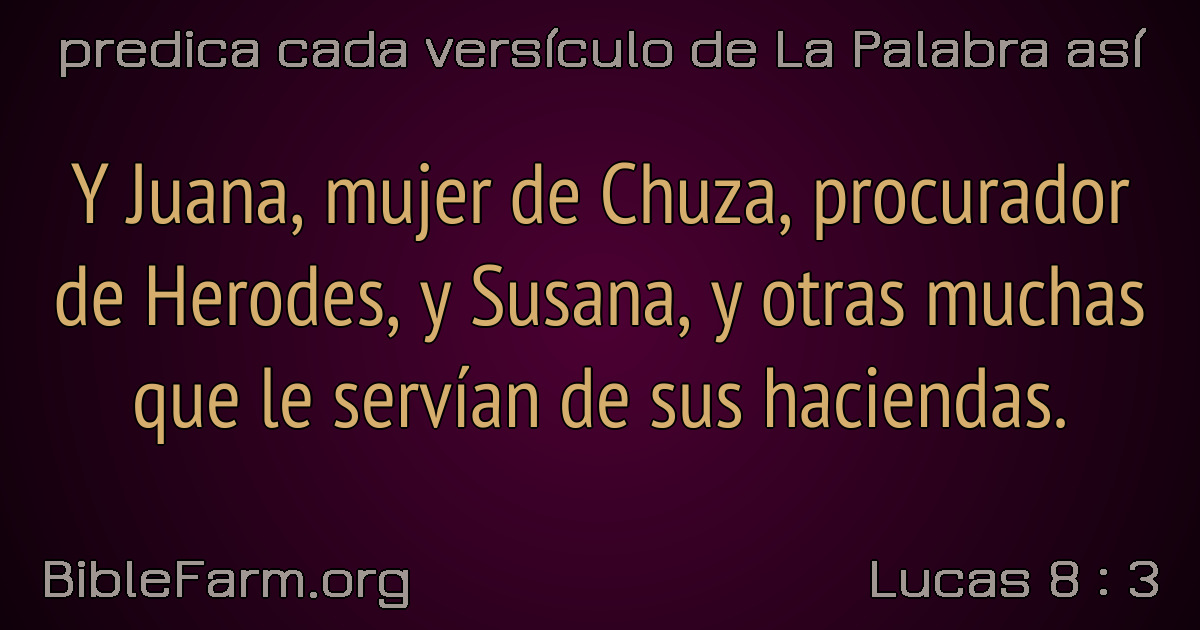 predica cada versículo de La Palabra así
Y Juana, mujer de Chuza, procurador
de Herodes, y Susana, y otras muchas
que le servían de sus haciendas.
BibleFarm.org
Lucas 8 : 3